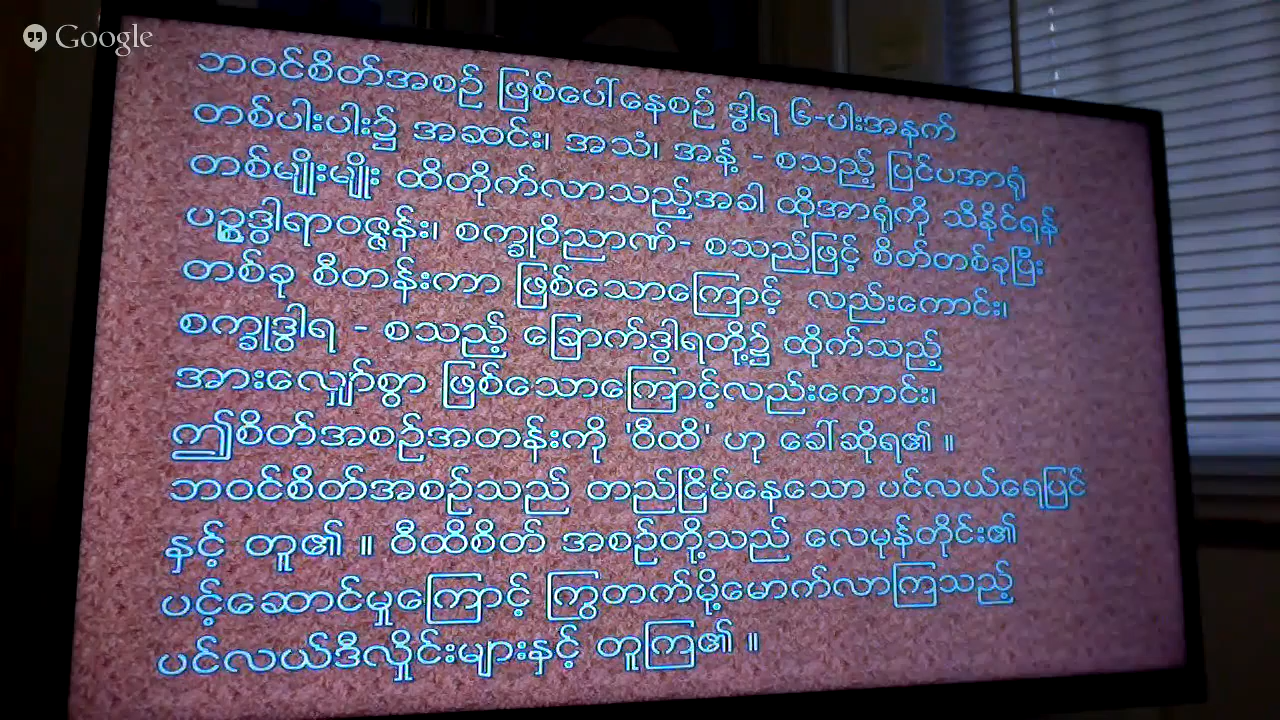 Google
ဘဝင်စိတ်အစဉ် ဖြစ်ပေါ်နေစဉ် ဒွါရ ၆-ပါးအနက်
တစ်ပါးပါး၌ အဆင်း၊ အသံ၊ အနံ့ - စသည့် ပြင်ပအာရုံ
တစ်မျိုးမျိုး ထိတိုက်လာသည့်အခါ ထိုအာရုံကို သိနိုင်ရန်
ပဉ္စဒွါရာဝဇ္ဇန်း၊ စက္ခုဝိညာဏ်- စသည်ဖြင့် စိတ်တစ်ခုပြီး
တစ်ခု စီတန်းကာ ဖြစ်သောကြောင့် လည်းကောင်း၊
စက္ခုဒွါရ - စသည့် ခြောက်ဒွါရတို့၌ ထိုက်သည့်
အားလျှော်စွာ ဖြစ်သောကြောင့်လည်းကောင်း၊
ဤစိတ်အစဉ်အတန်းကို 'ဝီထိ' ဟု ခေါ်ဆိုရ၏ ။
ဘဝင်စိတ်အစဉ်သည် တည်ငြိမ်နေသော ပင်လယ်ရေပြင်
နှင့် တူ၏ ။ ဝီထိစိတ် အစဉ်တို့သည် လေမုန်တိုင်း၏
ပင့်ဆောင်မှုကြောင့် ကြွတက်မို့မောက်လာကြသည့်
ပင်လယ်ဒီလှိုင်းများနှင့် တူကြ၏ ။